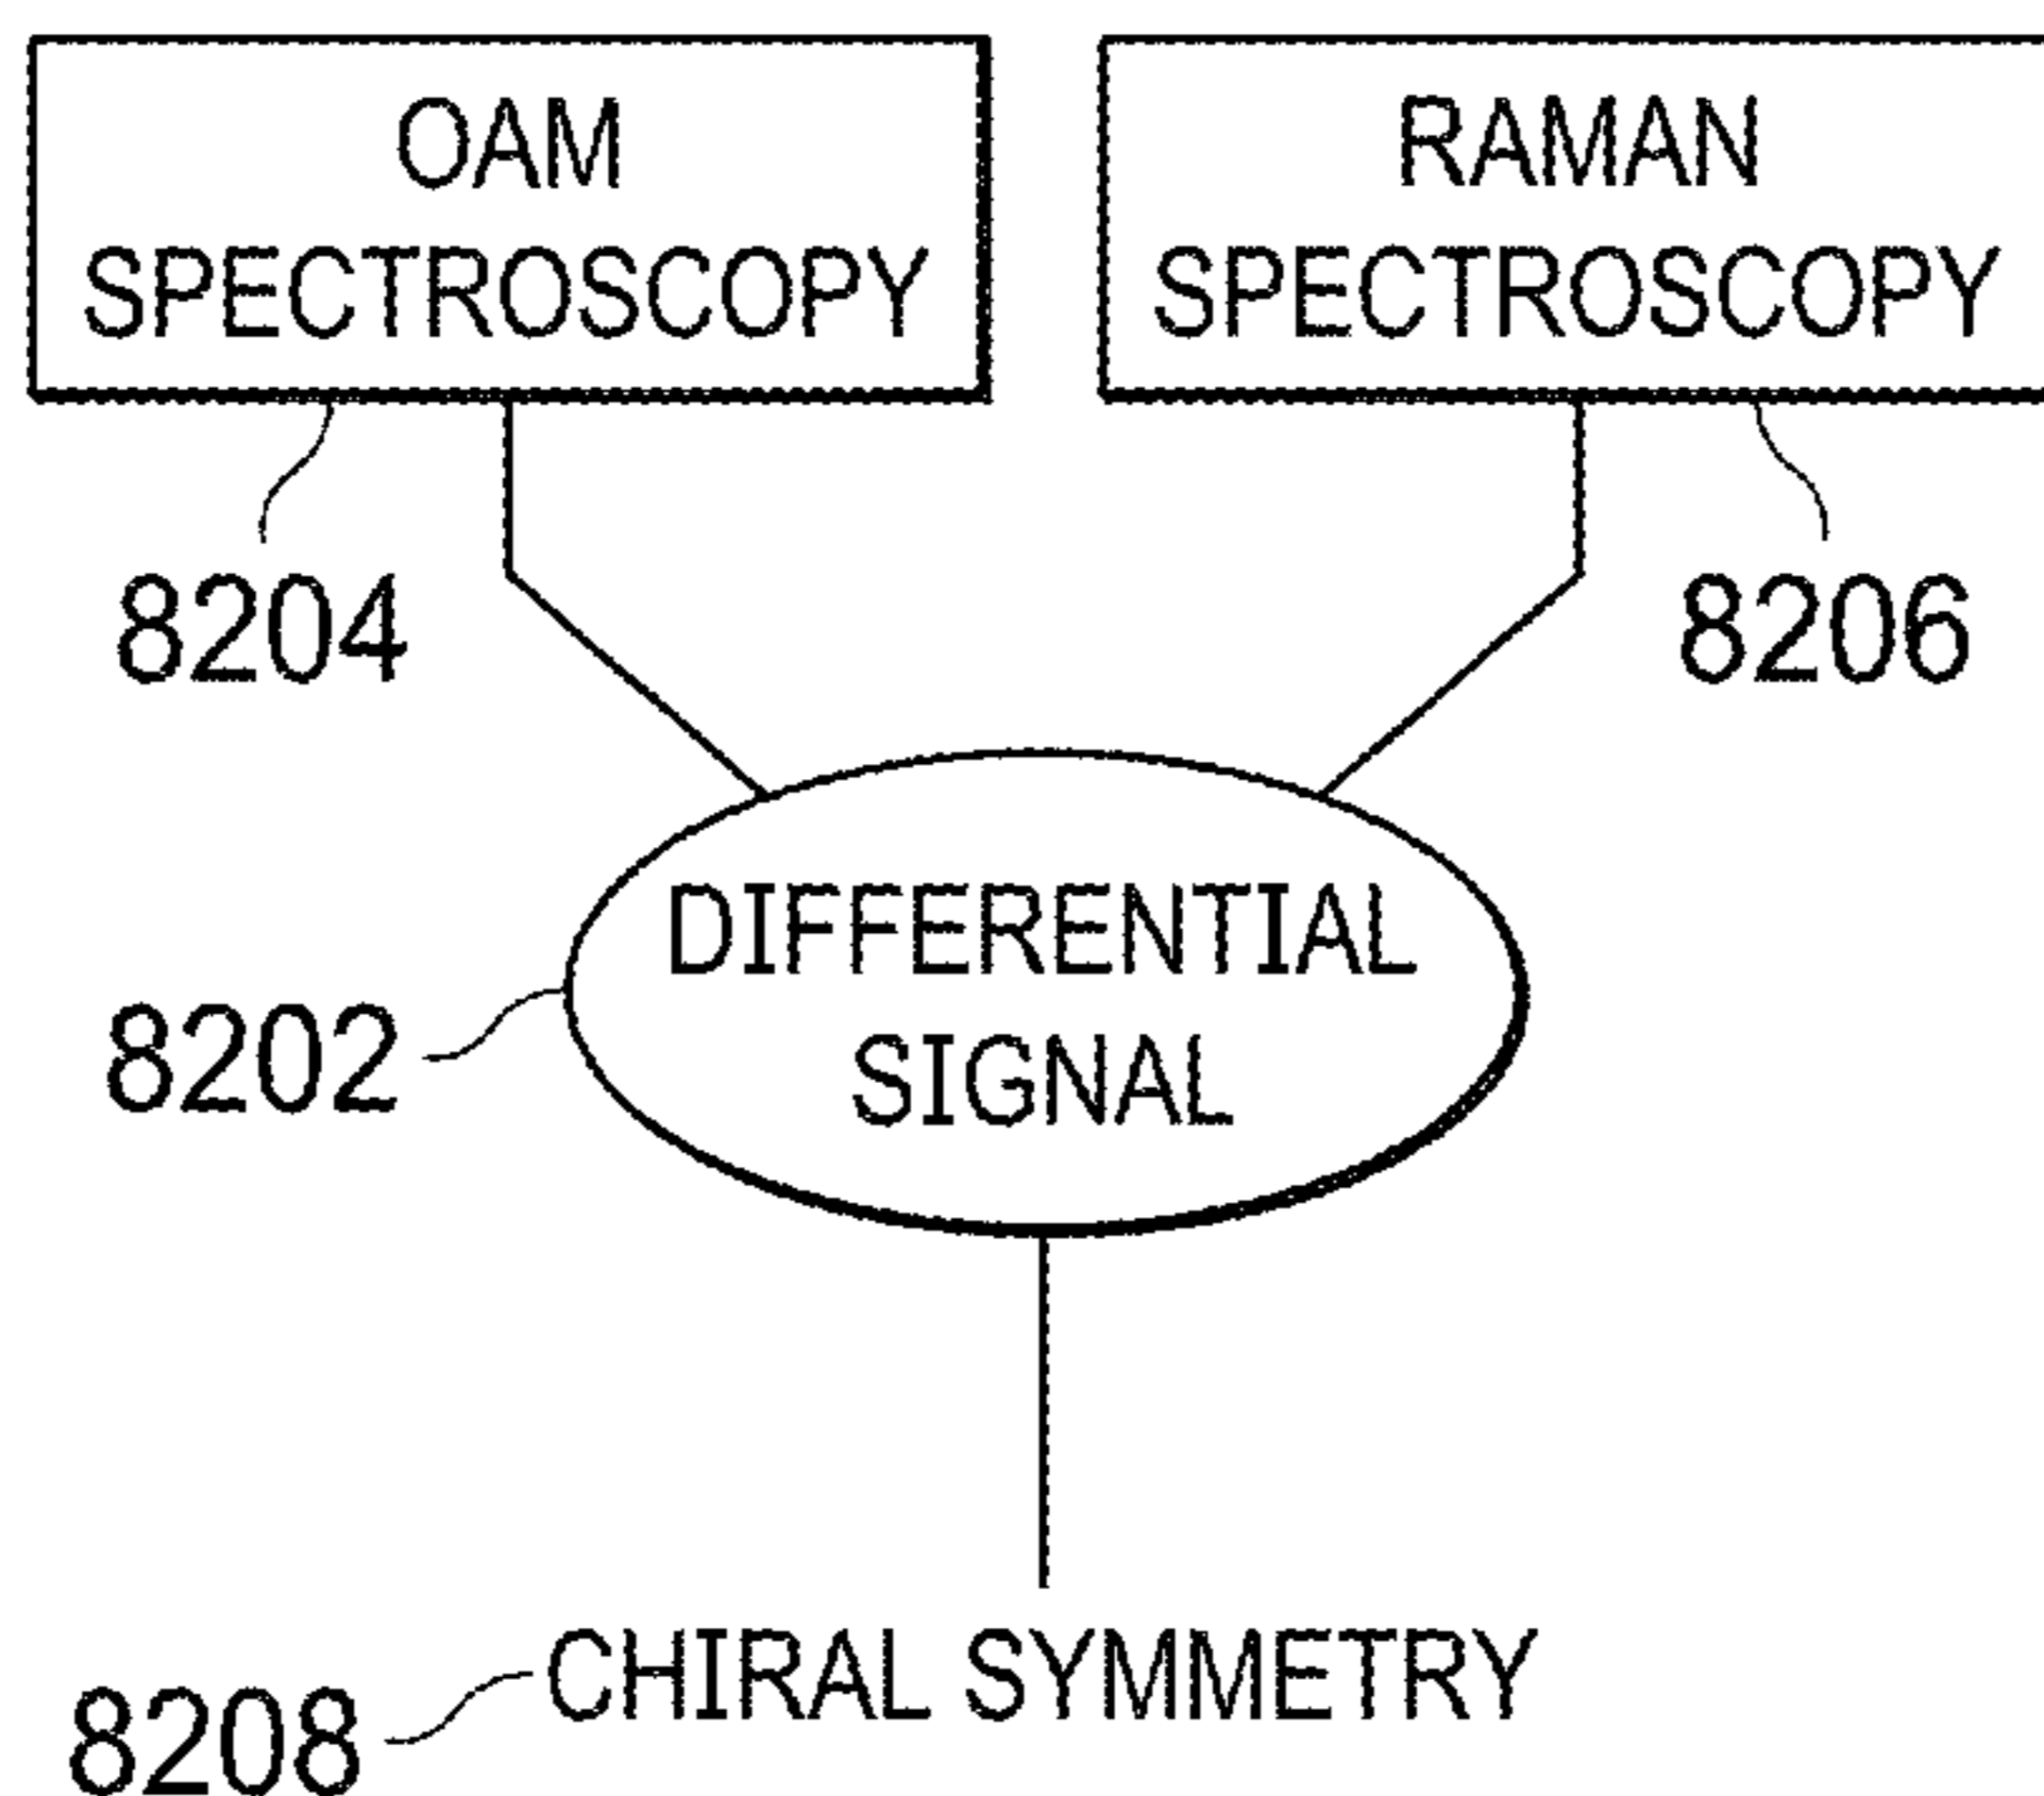 OAM
SPECTROSCOPY
RAMAN
SPECTROSCOPY
8204
8206
DIFFERENTIAL
SIGNAL
8202
CHIRAL SYMMETRY
8208